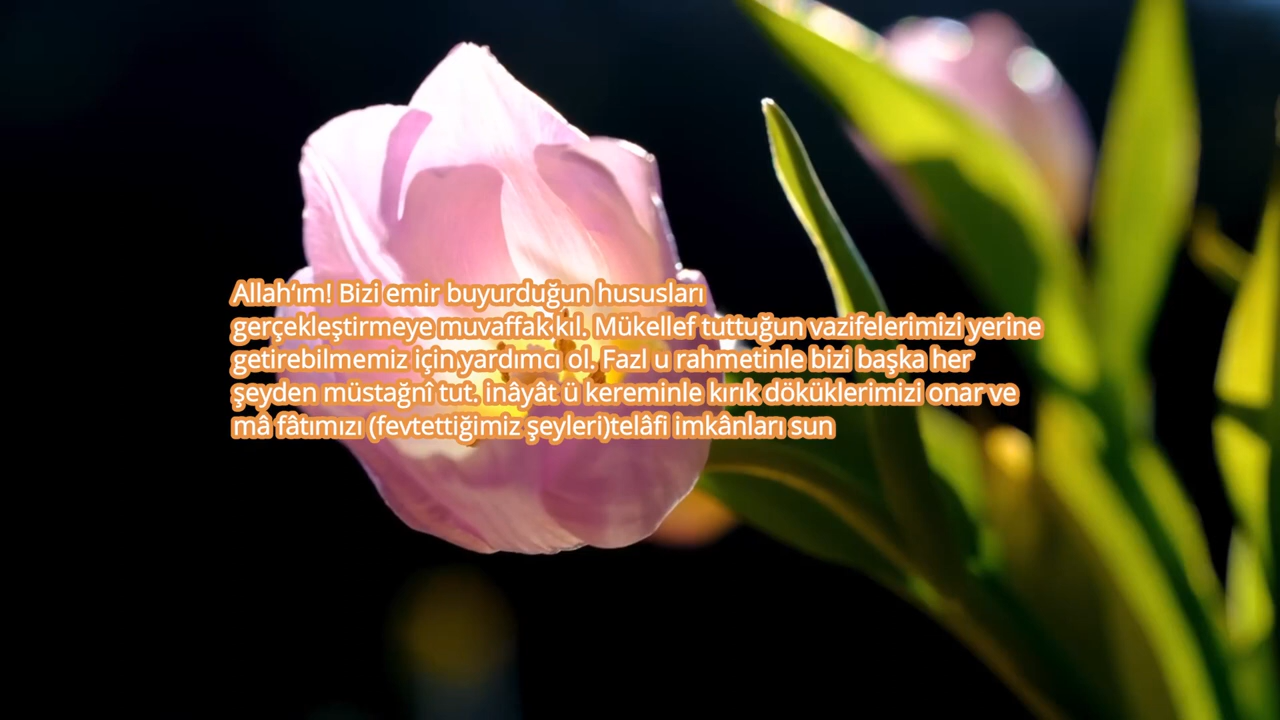 Allah‘ım! Bizi emir buyurduğun hususları
gerçekleştirmeye muvaffak kıl. Mükellef tuttuğun vazifelerimizi yerine
getirebilmemiz için yardımcı ol. Fazl u rahmetinle bizi başka her
şeyden müstağnî tut. inâyât ü kereminle kırık döküklerimizi onar ve
mâ fâtımızı (fevtettiğimiz şeyleri)telâfi imkânları sun